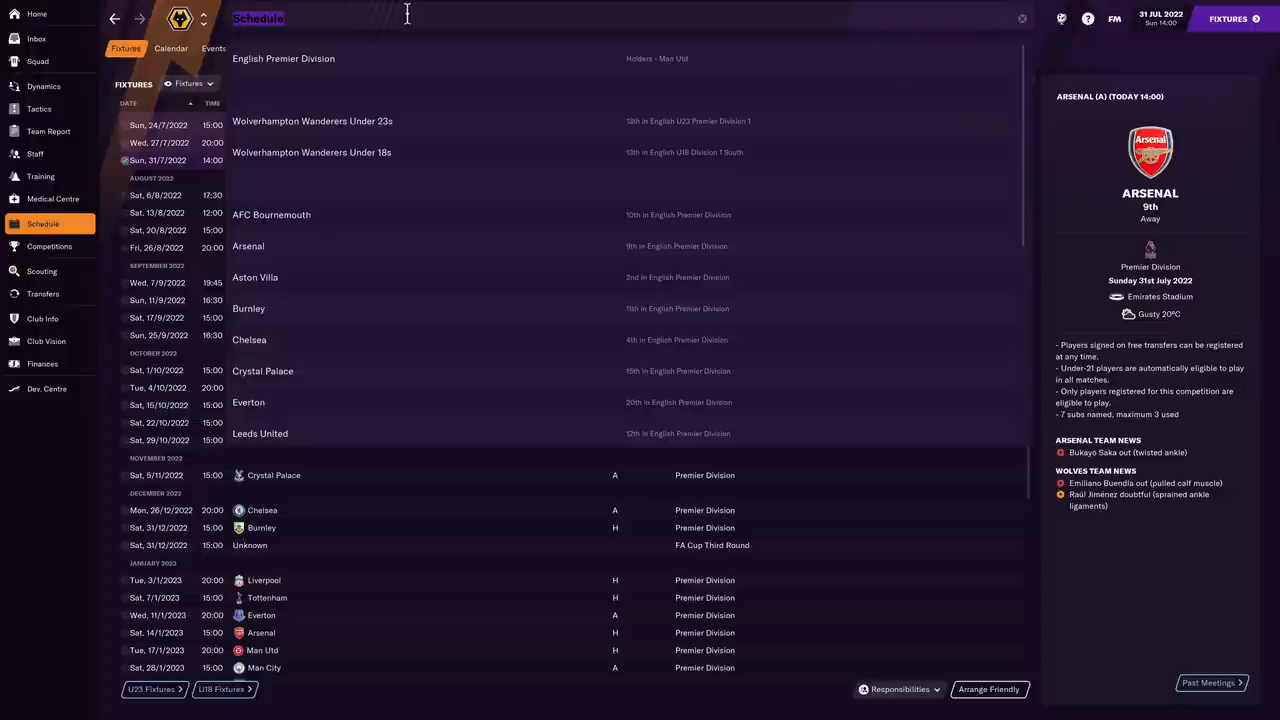 Home
Schedule
FM
31 JUL 2022
Sun 14:00
FIXTURES
Inbox
Squad
Dynamics
Tactics
Team Report
Staff
Training
Medical Centre
Schedule
Competitions
Scouting
Transfers
Club Info
Club Vision
Finances
Dev. Centre
Fixtures
Calendar
Events
FIXTURES
Fixtures
DATE
TIME
Sun, 24/7/2022 15:00
Wed, 27/7/2022 20:00
Sun, 31/7/2022 14:00
AUGUST 2022
Sat, 6/8/2022 17:30
Sat, 13/8/2022 12:00
Sat, 20/8/2022 15:00
Fri, 26/8/2022 20:00
SEPTEMBER 2022
Wed, 7/9/2022 19:45
Sun, 11/9/2022 16:30
Sat, 17/9/2022 15:00
Sun, 25/9/2022 16:30
OCTOBER 2022
Sat, 1/10/2022 15:00
Tue, 4/10/2022 20:00
Sat, 15/10/2022 15:00
Sat, 22/10/2022 15:00
Sat, 29/10/2022 15:00
English Premier Division Holders - Man Utd
Wolverhampton Wanderers Under 23s 13th in English U23 Premier Division 1
Wolverhampton Wanderers Under 18s 13th in English U18 Division 1 South
AFC Bournemouth 10th in English Premier Division
Arsenal 9th in English Premier Division
Aston Villa 2nd in English Premier Division
Burnley 11th in English Premier Division
Chelsea 4th in English Premier Division
Crystal Palace 15th in English Premier Division
Everton 20th in English Premier Division
Leeds United 12th in English Premier Division
NOVEMBER 2022
Sat, 5/11/2022 15:00 Crystal Palace A Premier Division
DECEMBER 2022
Mon, 26/12/2022 20:00 Chelsea A Premier Division
Sat, 31/12/2022 15:00 Burnley H Premier Division
Sat, 31/12/2022 15:00 Unknown FA Cup Third Round
JANUARY 2023
Tue, 3/1/2023 20:00 Liverpool H Premier Division
Sat, 7/1/2023 15:00 Tottenham H Premier Division
Wed, 11/1/2023 20:00 Everton A Premier Division
Sat, 14/1/2023 15:00 Arsenal H Premier Division
Tue, 17/1/2023 20:00 Man Utd H Premier Division
Sat, 28/1/2023 15:00 Man City A Premier Division
U23 Fixtures
U18 Fixtures
Responsibilities
Arrange Friendly
ARSENAL (A) (TODAY 14:00)
Arsenal
ARSENAL
9th
Away
Premier Division
Sunday 31st July 2022
Emirates Stadium
Gusty 20°C
- Players signed on free transfers can be registered
at any time.
- Under-21 players are automatically eligible to play
in all matches.
- Only players registered for this competition are
eligible to play.
- 7 subs named, maximum 3 used
ARSENAL TEAM NEWS
Bukayo Saka out (twisted ankle)
WOLVES TEAM NEWS
Emiliano Buendía out (pulled calf muscle)
Raúl Jiménez doubtful (sprained ankle
ligaments)
Past Meetings